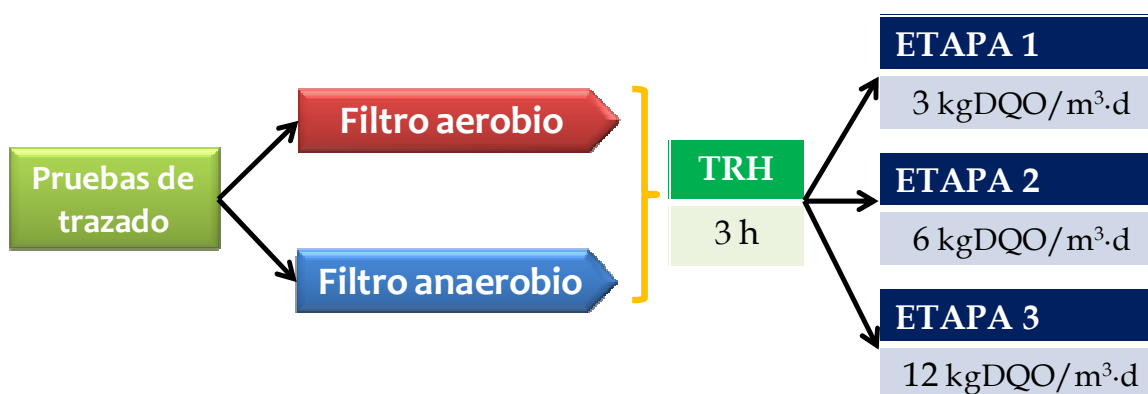 Pruebas de
trazado
Filtro aerobio
Filtro anaerobio
TRH
3 h
ETAPA 1
3 kgDQO/m³·d
ETAPA 2
6 kgDQO/m³·d
ETAPA 3
12 kgDQO/m³·d